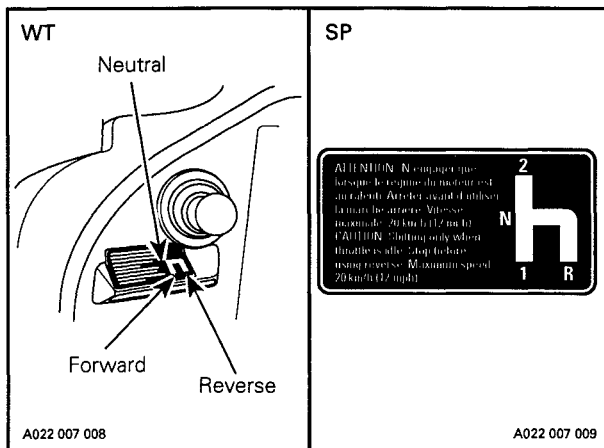 WT
Neutral
Forward
Reverse
A022 007 008
SP
ATTENTION: N'engager que
lorsque le régime du moteur est
au ralenti. Arrêter avant d'utiliser
la marche arrière. Vitesse
maximale: 20 km/h (12 mph)
CAUTION: Shifting only when
throttle is idle. Stop before
using reverse. Maximum speed
20 km/h (12 mph)
2
N
1 R
A022 007 009